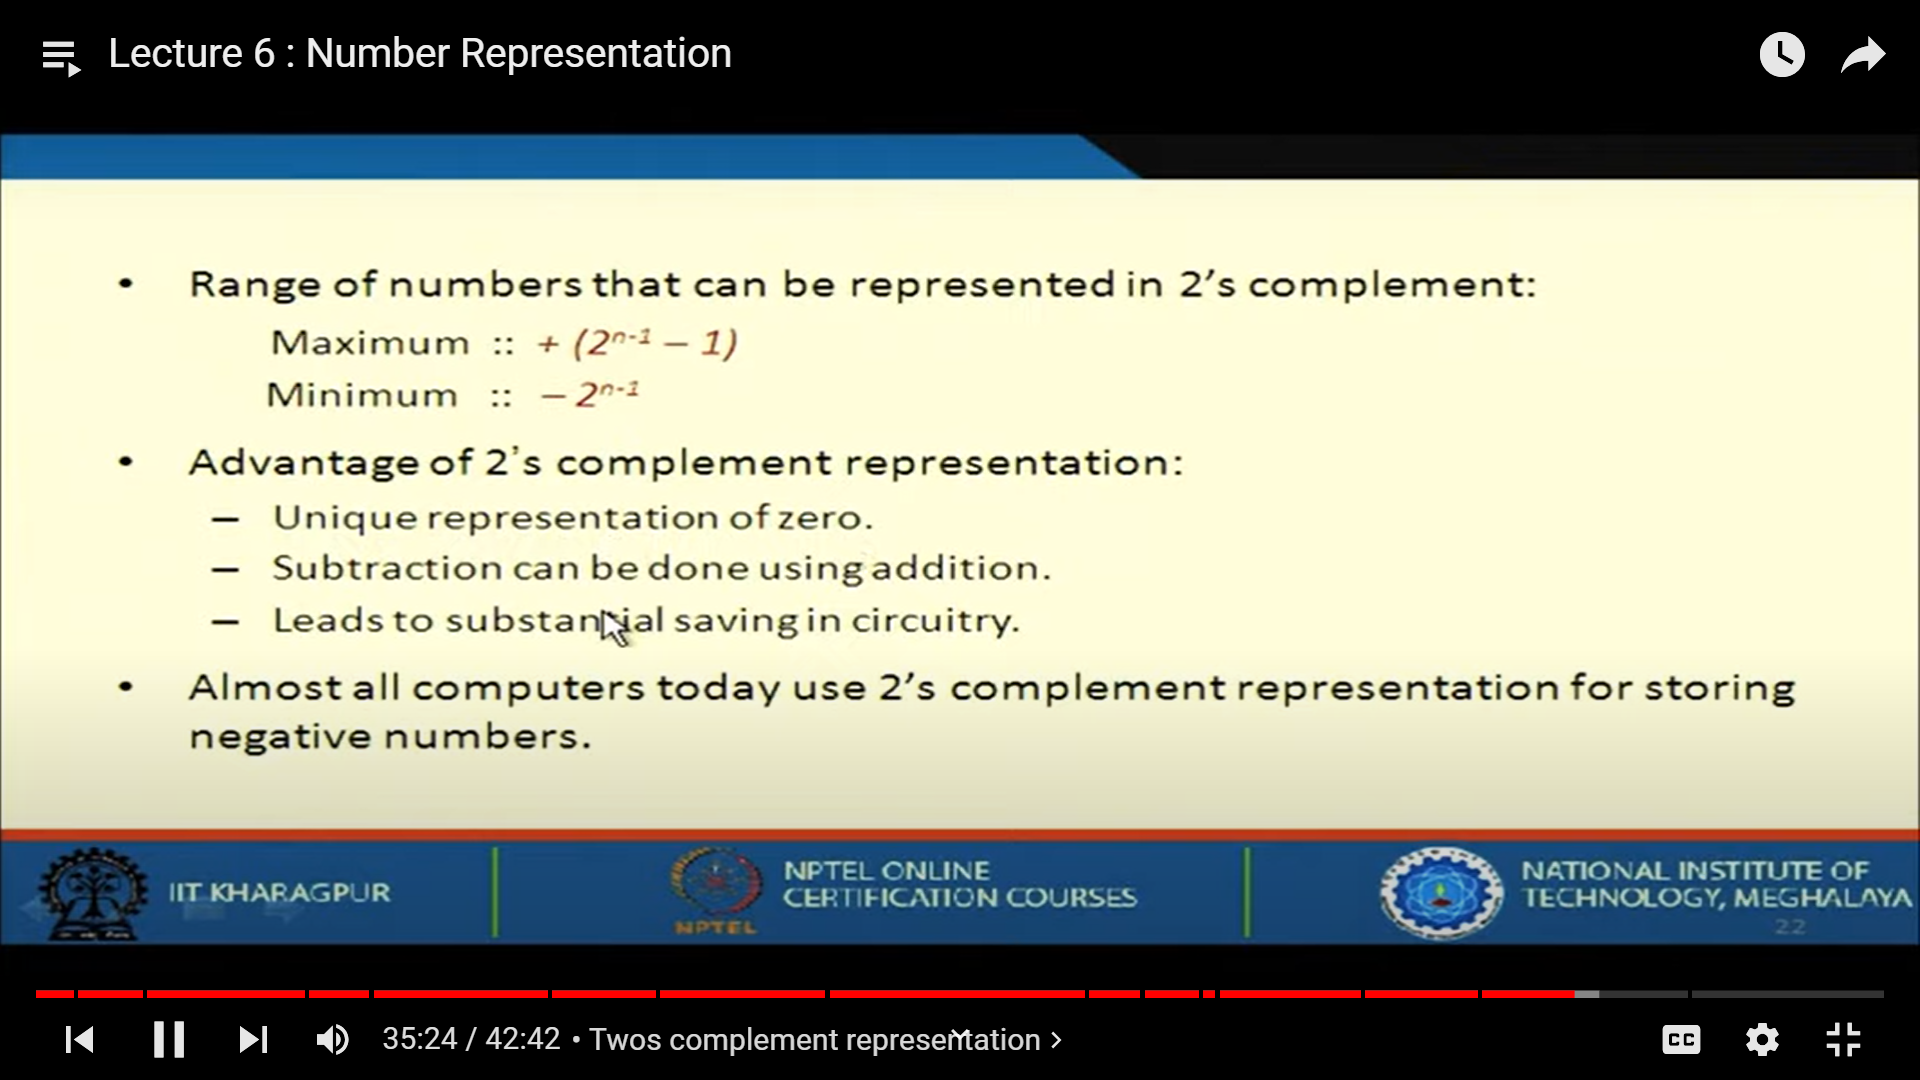 Lecture 6 : Number Representation
• Range of numbers that can be represented in 2’s complement:
Maximum :: + (2ⁿ⁻¹ – 1)
Minimum :: – 2ⁿ⁻¹
• Advantage of 2’s complement representation:
– Unique representation of zero.
– Subtraction can be done using addition.
– Leads to substantial saving in circuitry.
• Almost all computers today use 2’s complement representation for storing
negative numbers.
IIT KHARAGPUR
NPTEL
NPTEL ONLINE
CERTIFICATION COURSES
NATIONAL INSTITUTE OF
TECHNOLOGY, MEGHALAYA
22
35:24 / 42:42 • Twos complement representation ›
CC